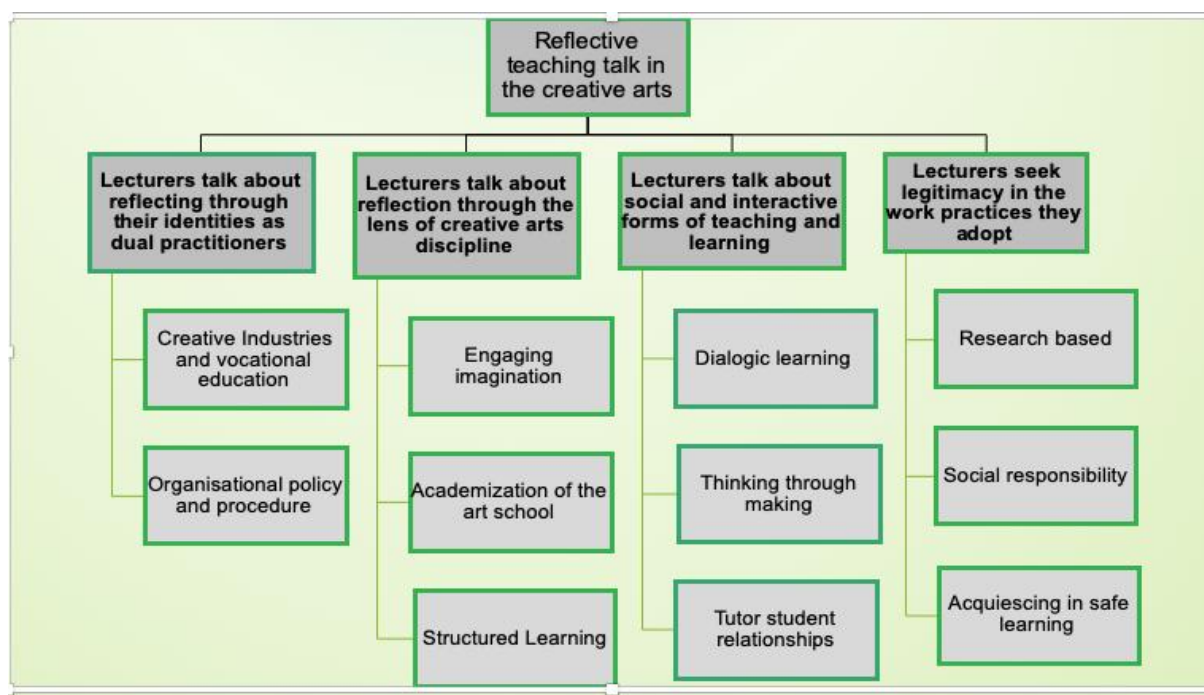 Reflective
teaching talk in
the creative arts
Lecturers talk about
reflecting through
their identities as
dual practitioners
Creative Industries
and vocational
education
Organisational policy
and procedure
Lecturers talk about
reflection through the
lens of creative arts
discipline
Engaging
imagination
Academization of the
art school
Structured Learning
Lecturers talk about
social and interactive
forms of teaching and
learning
Dialogic learning
Thinking through
making
Tutor student
relationships
Lecturers seek
legitimacy in the
work practices they
adopt
Research based
Social responsibility
Acquiescing in safe
learning